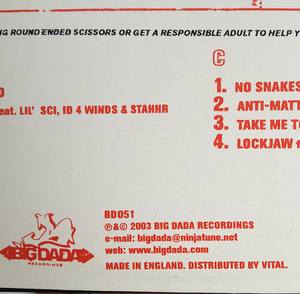 NG ROUND ENDED SCISSORS OR GET A RESPONSIBLE ADULT TO HELP Y
C
1. NO SNAKES
eat. LIL' SCI, ID 4 WINDS & STAHHR
2. ANTI-MATT
3. TAKE ME TO
4. LOCKJAW f
BD051
℗&© 2003 BIG DADA RECORDINGS
e-mail: bigdada@ninjatune.net
web: www.bigdada.com
MADE IN ENGLAND. DISTRIBUTED BY VITAL.
BIG DADA
RECORDINGS